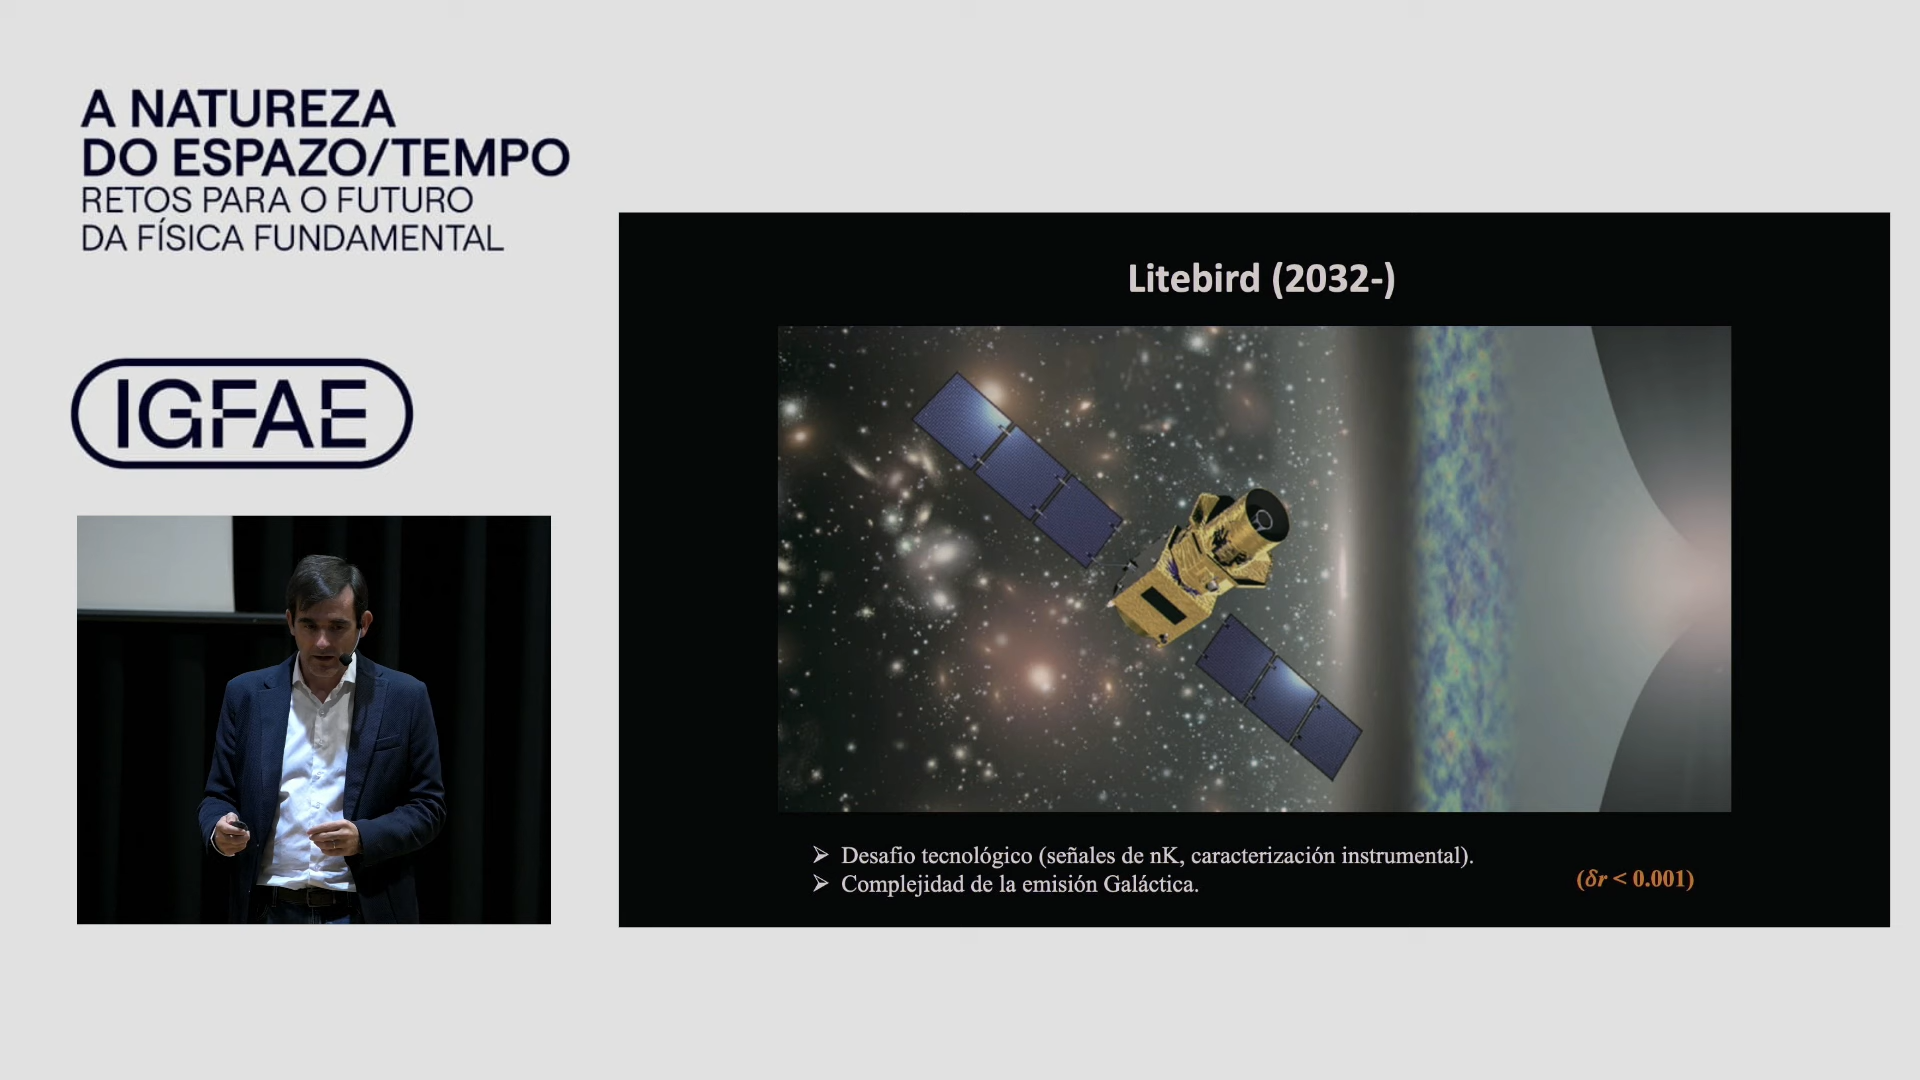 A NATUREZA
DO ESPAZO/TEMPO
RETOS PARA O FUTURO
DA FÍSICA FUNDAMENTAL
IGFAE
Litebird (2032-)
➢ Desafio tecnológico (señales de nK, caracterización instrumental).
➢ Complejidad de la emisión Galáctica.
(δr < 0.001)